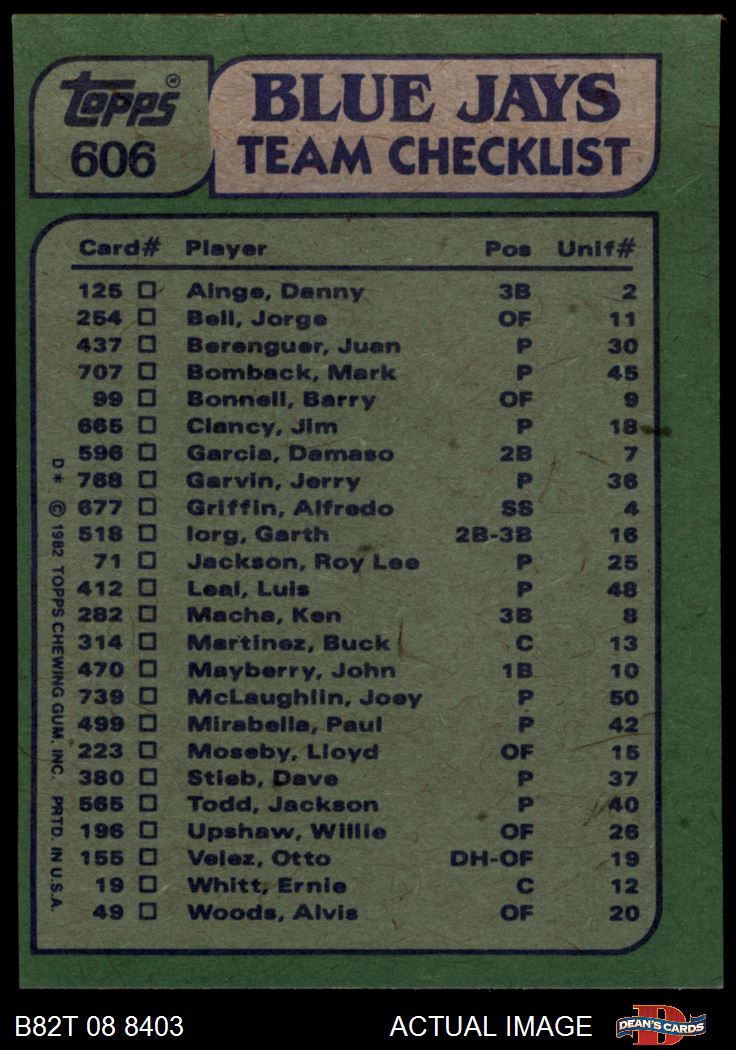 topps®
606
BLUE JAYS
TEAM CHECKLIST
Card# Player Pos Unif#
125 Ainge, Danny 3B 2
254 Bell, Jorge OF 11
437 Berenguer, Juan P 30
707 Bomback, Mark P 45
99 Bonnell, Barry OF 9
665 Clancy, Jim P 18
596 Garcia, Damaso 2B 7
768 Garvin, Jerry P 36
677 Griffin, Alfredo SS 4
518 Iorg, Garth 2B-3B 16
71 Jackson, Roy Lee P 25
412 Leal, Luis P 48
282 Macha, Ken 3B 8
314 Martinez, Buck C 13
470 Mayberry, John 1B 10
739 McLaughlin, Joey P 50
499 Mirabella, Paul P 42
223 Moseby, Lloyd OF 15
380 Stieb, Dave P 37
565 Todd, Jackson P 40
196 Upshaw, Willie OF 26
155 Velez, Otto DH-OF 19
19 Whitt, Ernie C 12
49 Woods, Alvis OF 20
D* © 1982 TOPPS CHEWING GUM, INC. PRTD. IN U.S.A.
B82T 08 8403 ACTUAL IMAGE
D
DEAN'S CARDS